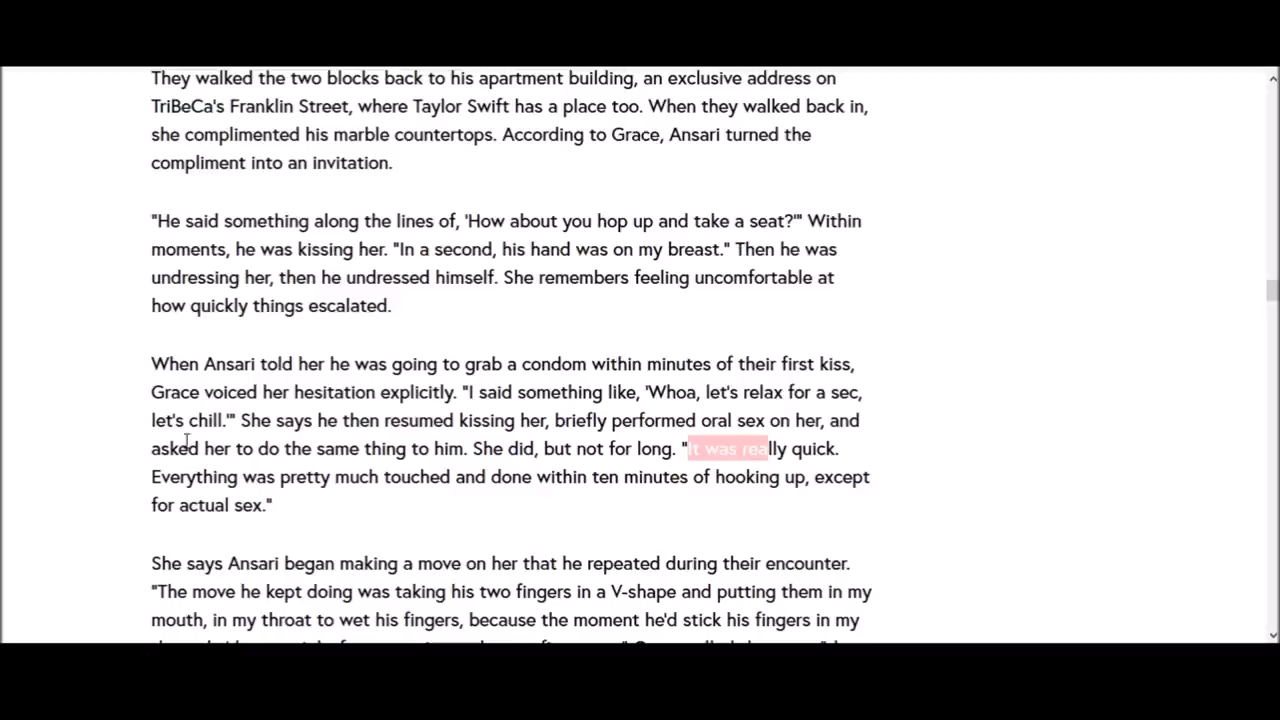 They walked the two blocks back to his apartment building, an exclusive address on
TriBeCa's Franklin Street, where Taylor Swift has a place too. When they walked back in,
she complimented his marble countertops. According to Grace, Ansari turned the
compliment into an invitation.
"He said something along the lines of, 'How about you hop up and take a seat?'" Within
moments, he was kissing her. "In a second, his hand was on my breast." Then he was
undressing her, then he undressed himself. She remembers feeling uncomfortable at
how quickly things escalated.
When Ansari told her he was going to grab a condom within minutes of their first kiss,
Grace voiced her hesitation explicitly. "I said something like, 'Whoa, let's relax for a sec,
let's chill.'" She says he then resumed kissing her, briefly performed oral sex on her, and
asked her to do the same thing to him. She did, but not for long. "It was really quick.
Everything was pretty much touched and done within ten minutes of hooking up, except
for actual sex."
She says Ansari began making a move on her that he repeated during their encounter.
"The move he kept doing was taking his two fingers in a V-shape and putting them in my
mouth, in my throat to wet his fingers, because the moment he'd stick his fingers in my